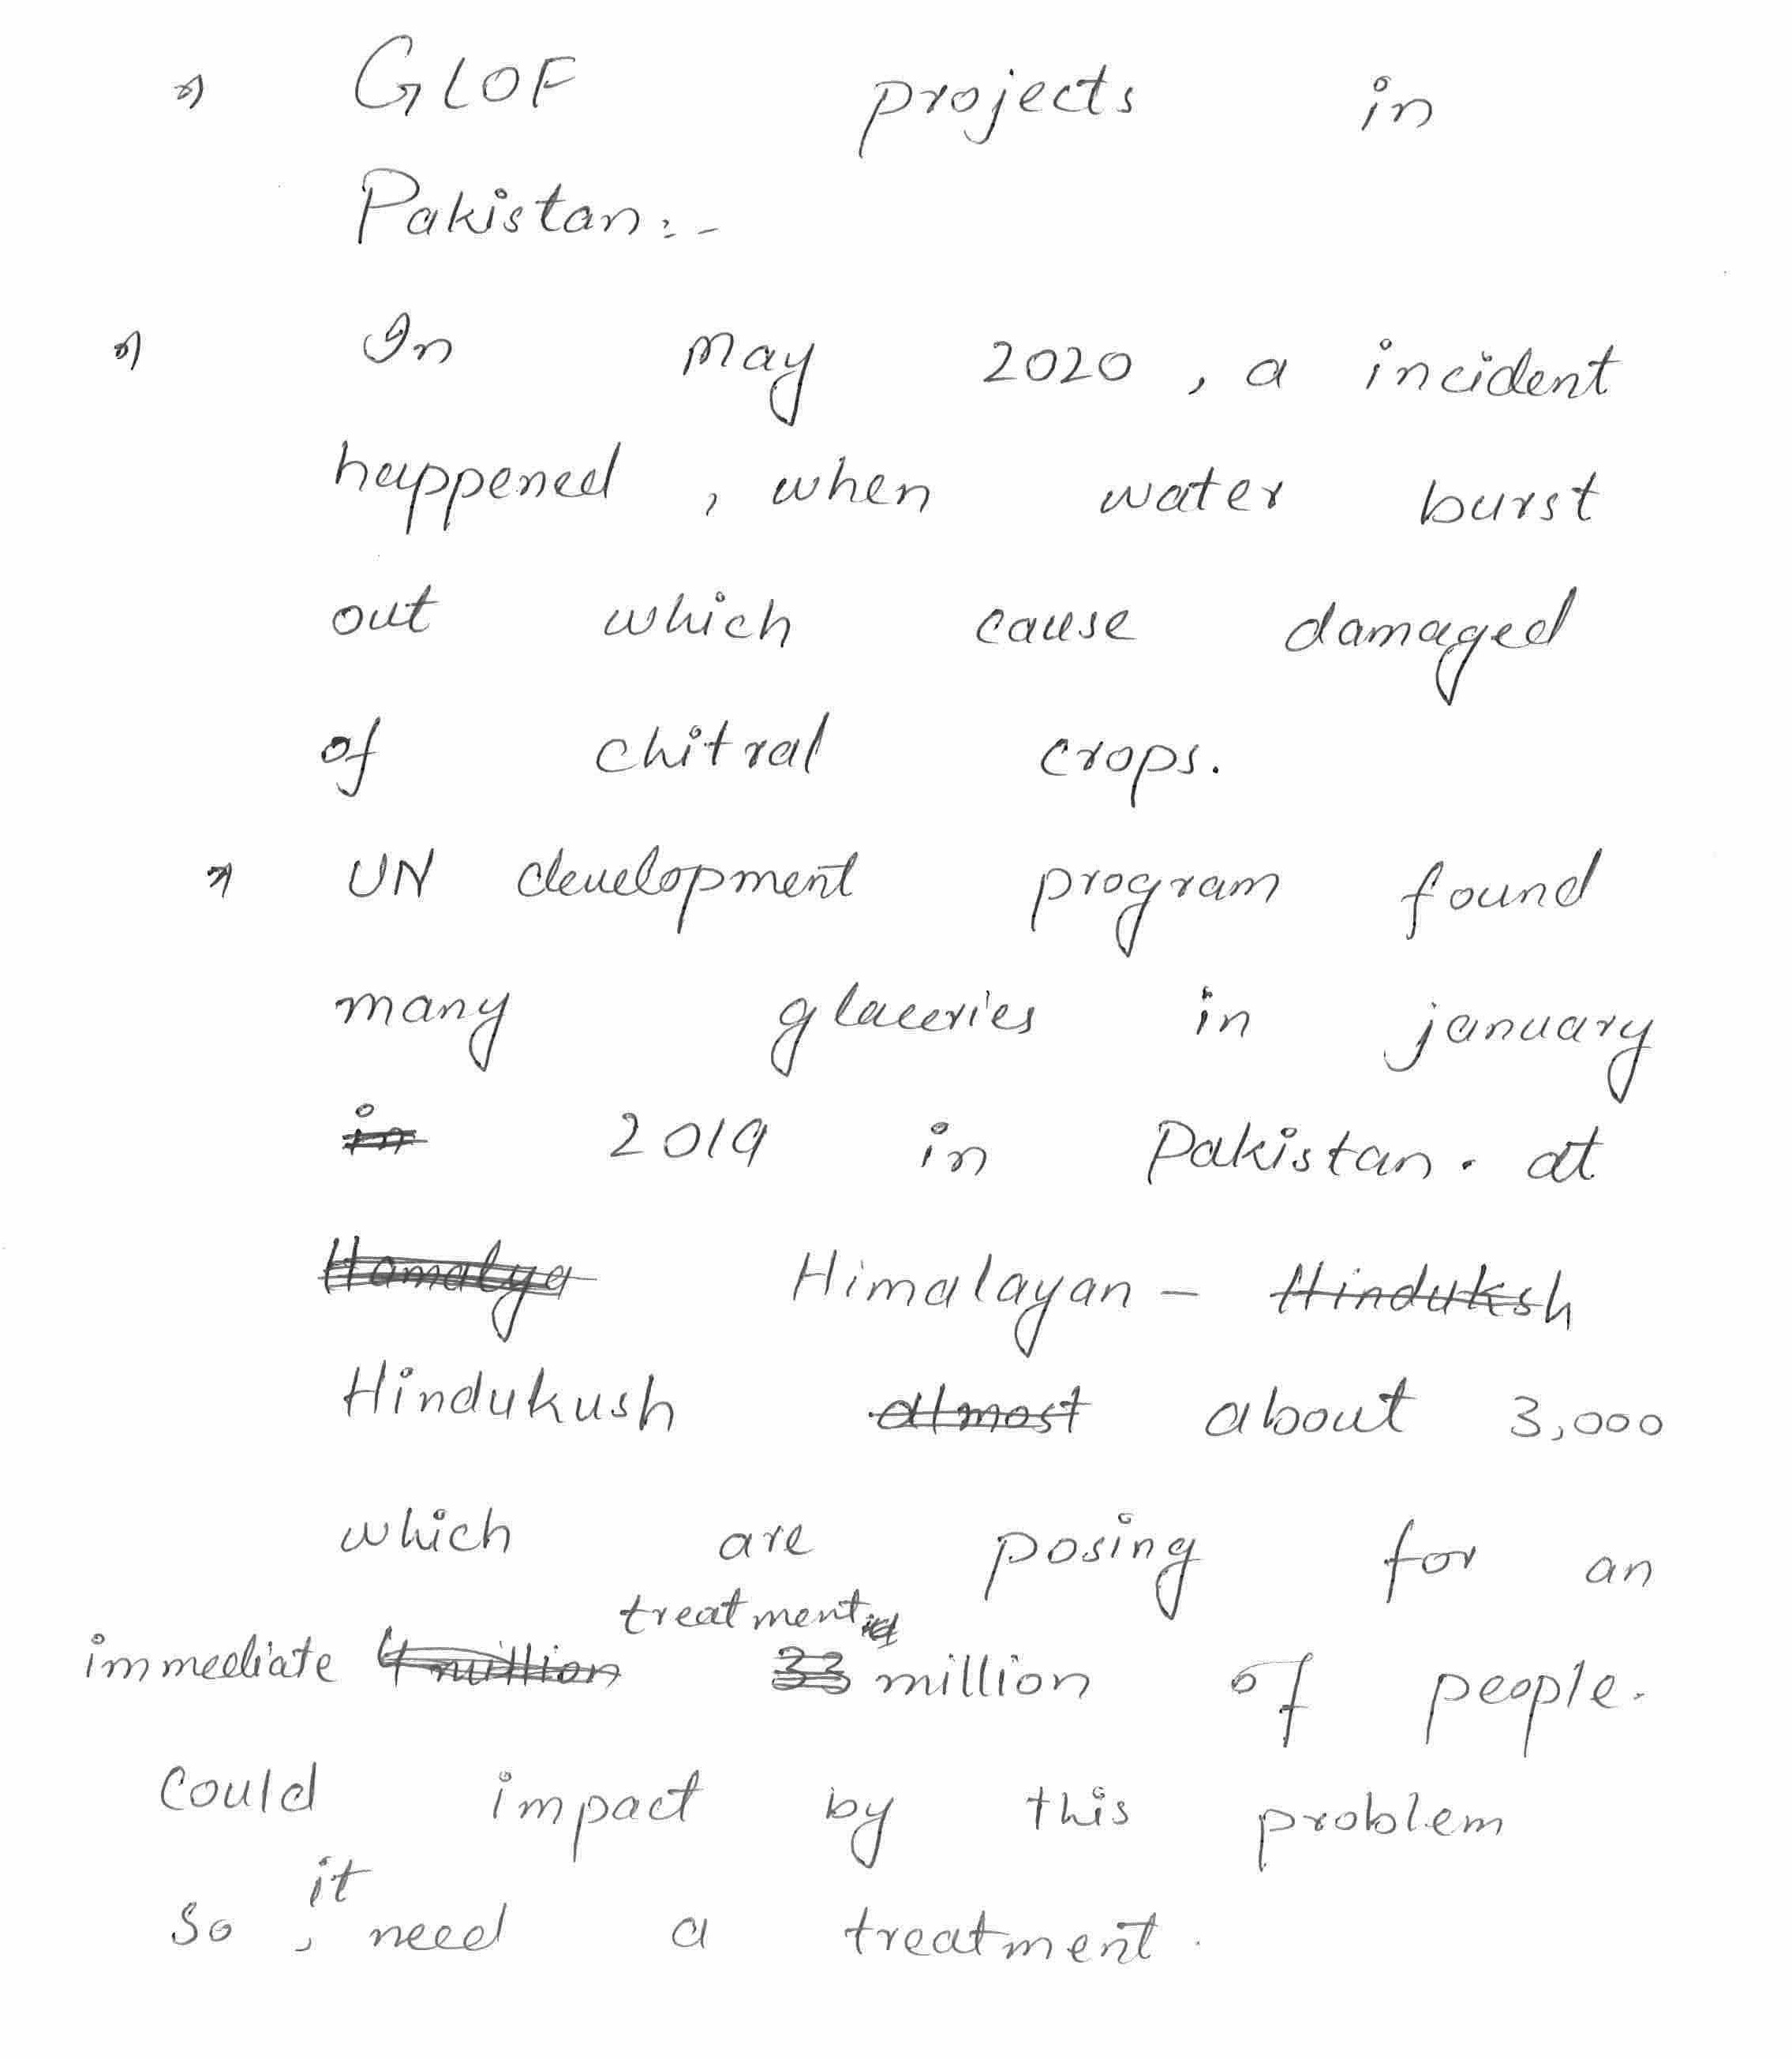 GLOF projects in
Pakistan:-
In May 2020, a incident
happened, when water burst
out which cause damaged
of chitral crops.
UN development program found
many glaceries in january
in 2019 in Pakistan. at
Hamalya Himalayan - Hinduksh
Hindukush almost about 3,000
which are posing for an
treatment
immediate 4 million 33 million of people.
could impact by this problem
it
so, need a treatment.